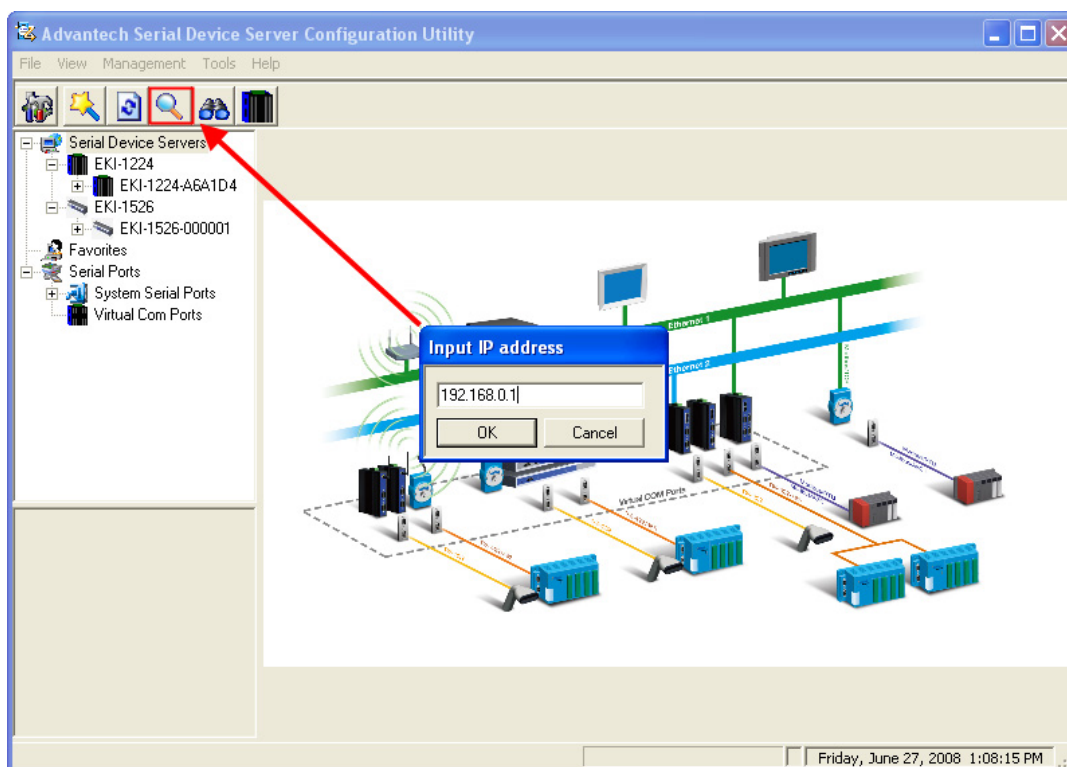 Advantech Serial Device Server Configuration Utility
File View Management Tools Help
Serial Device Servers
EKI-1224
EKI-1224-A6A1D4
EKI-1526
EKI-1526-000001
Favorites
Serial Ports
System Serial Ports
Virtual Com Ports
Ethernet 1
Ethernet 2
Input IP address
192.168.0.1
OK Cancel
Virtual COM Ports
Friday, June 27, 2008 1:08:15 PM